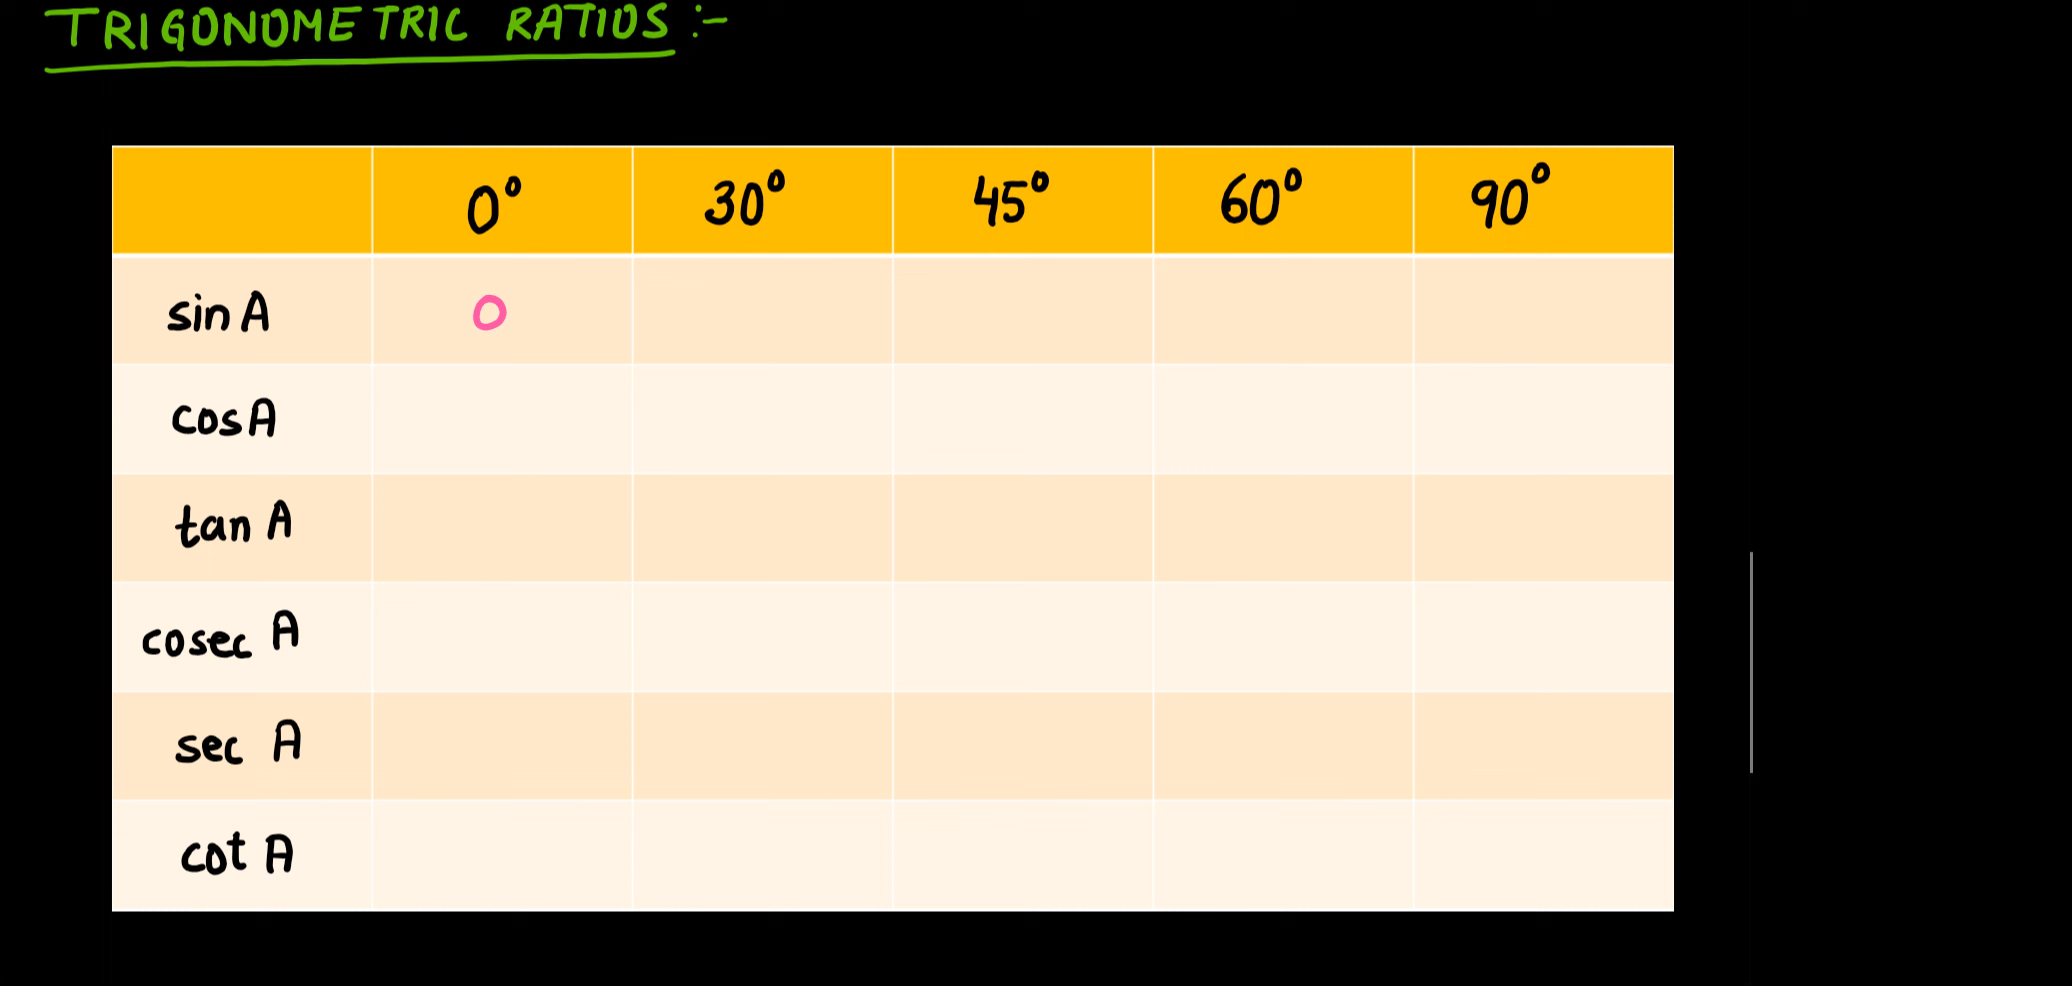 TRIGONOMETRIC RATIOS :-
0° 30° 45° 60° 90°
sin A 0
cos A
tan A
cosec A
sec A
cot A